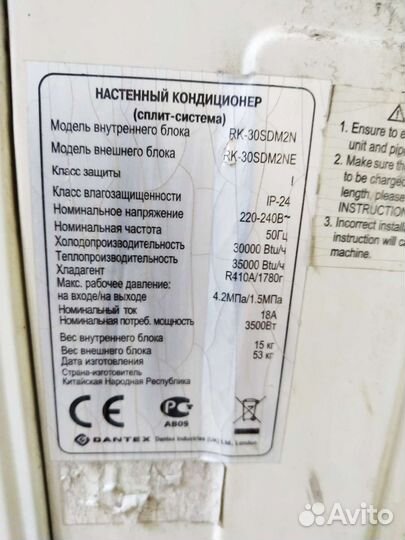 НАСТЕННЫЙ КОНДИЦИОНЕР
(сплит-система)
Модель внутреннего блока RK-30SDM2N
Модель внешнего блока RK-30SDM2NE
Класс защиты I
Класс влагозащищенности IP-24
Номинальное напряжение 220-240В~
Номинальная частота 50Гц
Холодопроизводительность 30000 Btu/ч
Теплопроизводительность 35000 Btu/ч
Хладагент R410A/1780г
Макс. рабочее давление:
на входе/на выходе 4.2МПа/1.5МПа
Номинальный ток 18А
Номинальная потреб. мощность 3500Вт
Вес внутреннего блока 15 кг
Вес внешнего блока 53 кг
Дата изготовления
Страна-изготовитель
Китайская Народная Республика
CE
РС
АВ09
DANTEX Dantex Industries (UK) Ltd., London
1. Ensure to
unit and
2. Make sure
to be charged
length, please
INSTRUCTION
3. Incorrect
instruction will
machine.
Avito